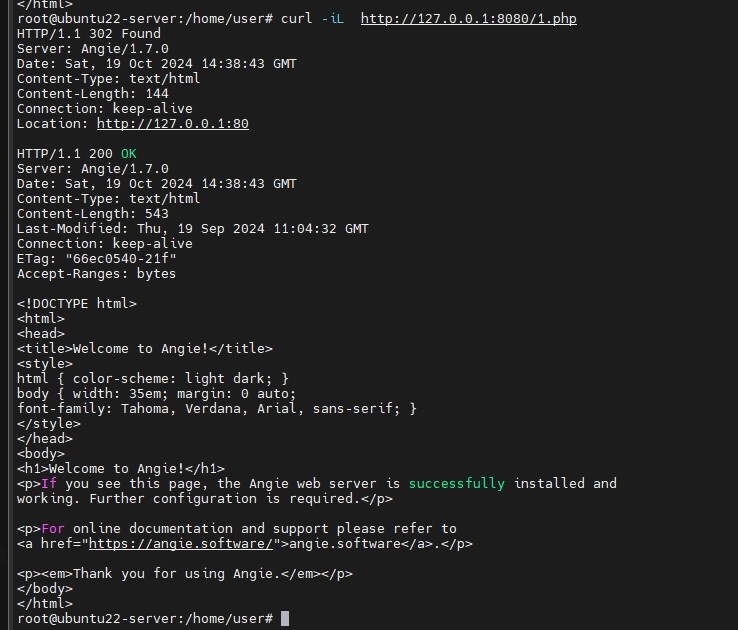 </html>
root@ubuntu22-server:/home/user# curl -iL  http://127.0.0.1:8080/1.php
HTTP/1.1 302 Found
Server: Angie/1.7.0
Date: Sat, 19 Oct 2024 14:38:43 GMT
Content-Type: text/html
Content-Length: 144
Connection: keep-alive
Location: http://127.0.0.1:80

HTTP/1.1 200 OK
Server: Angie/1.7.0
Date: Sat, 19 Oct 2024 14:38:43 GMT
Content-Type: text/html
Content-Length: 543
Last-Modified: Thu, 19 Sep 2024 11:04:32 GMT
Connection: keep-alive
ETag: "66ec0540-21f"
Accept-Ranges: bytes

<!DOCTYPE html>
<html>
<head>
<title>Welcome to Angie!</title>
<style>
html { color-scheme: light dark; }
body { width: 35em; margin: 0 auto;
font-family: Tahoma, Verdana, Arial, sans-serif; }
</style>
</head>
<body>
<h1>Welcome to Angie!</h1>
<p>If you see this page, the Angie web server is successfully installed and
working. Further configuration is required.</p>

<p>For online documentation and support please refer to
<a href="https://angie.software/">angie.software</a>.</p>

<p><em>Thank you for using Angie.</em></p>
</body>
</html>
root@ubuntu22-server:/home/user#